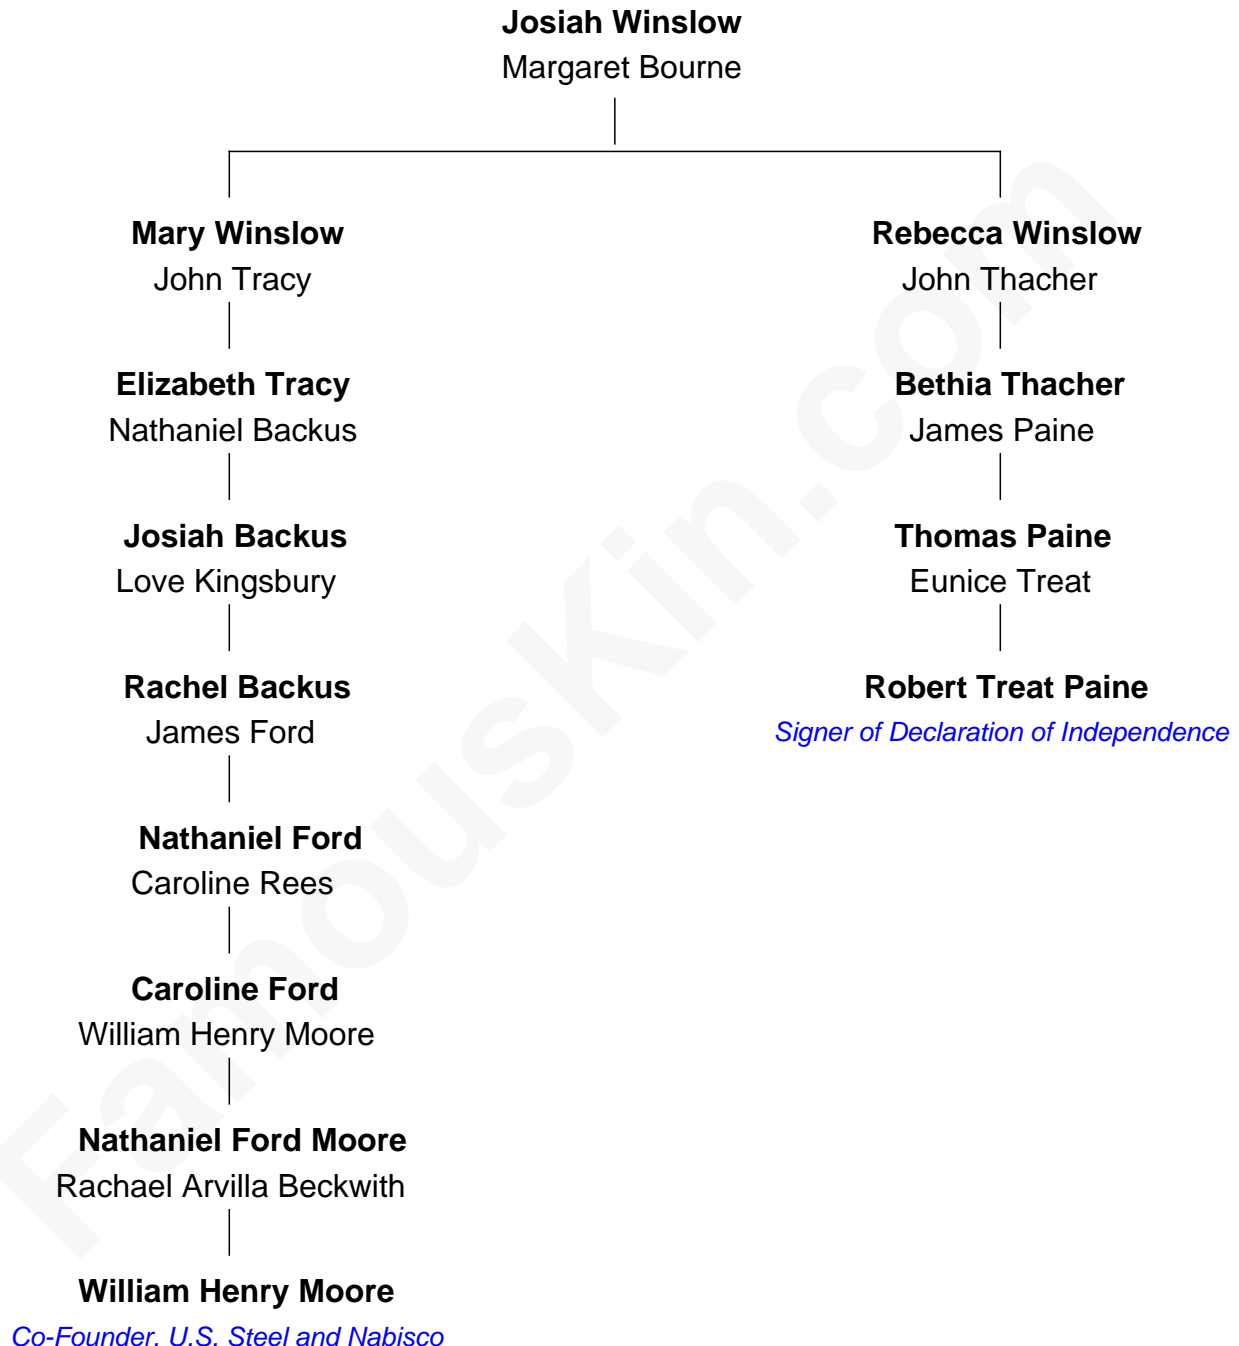 Josiah Winslow
Margaret Bourne
Mary Winslow
John Tracy
Rebecca Winslow
John Thacher
Elizabeth Tracy
Nathaniel Backus
Bethia Thacher
James Paine
Josiah Backus
Love Kingsbury
Thomas Paine
Eunice Treat
Rachel Backus
James Ford
Robert Treat Paine
Signer of Declaration of Independence
Nathaniel Ford
Caroline Rees
Caroline Ford
William Henry Moore
Nathaniel Ford Moore
Rachael Arvilla Beckwith
William Henry Moore
Co-Founder, U.S. Steel and Nabisco
FamousKin.com